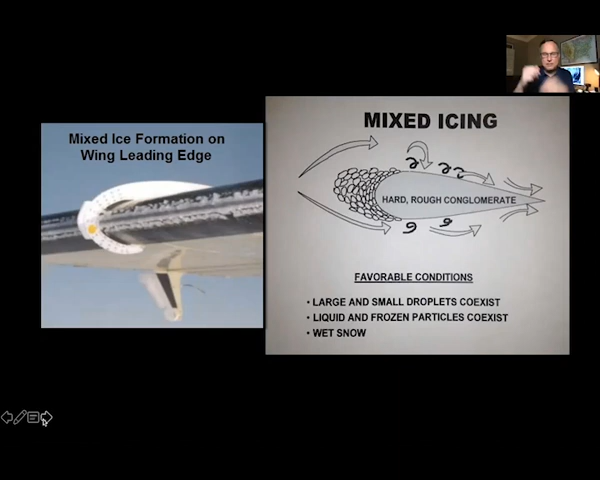 Mixed Ice Formation on
Wing Leading Edge
MIXED ICING
HARD, ROUGH CONGLOMERATE
FAVORABLE CONDITIONS
• LARGE AND SMALL DROPLETS COEXIST
• LIQUID AND FROZEN PARTICLES COEXIST
• WET SNOW